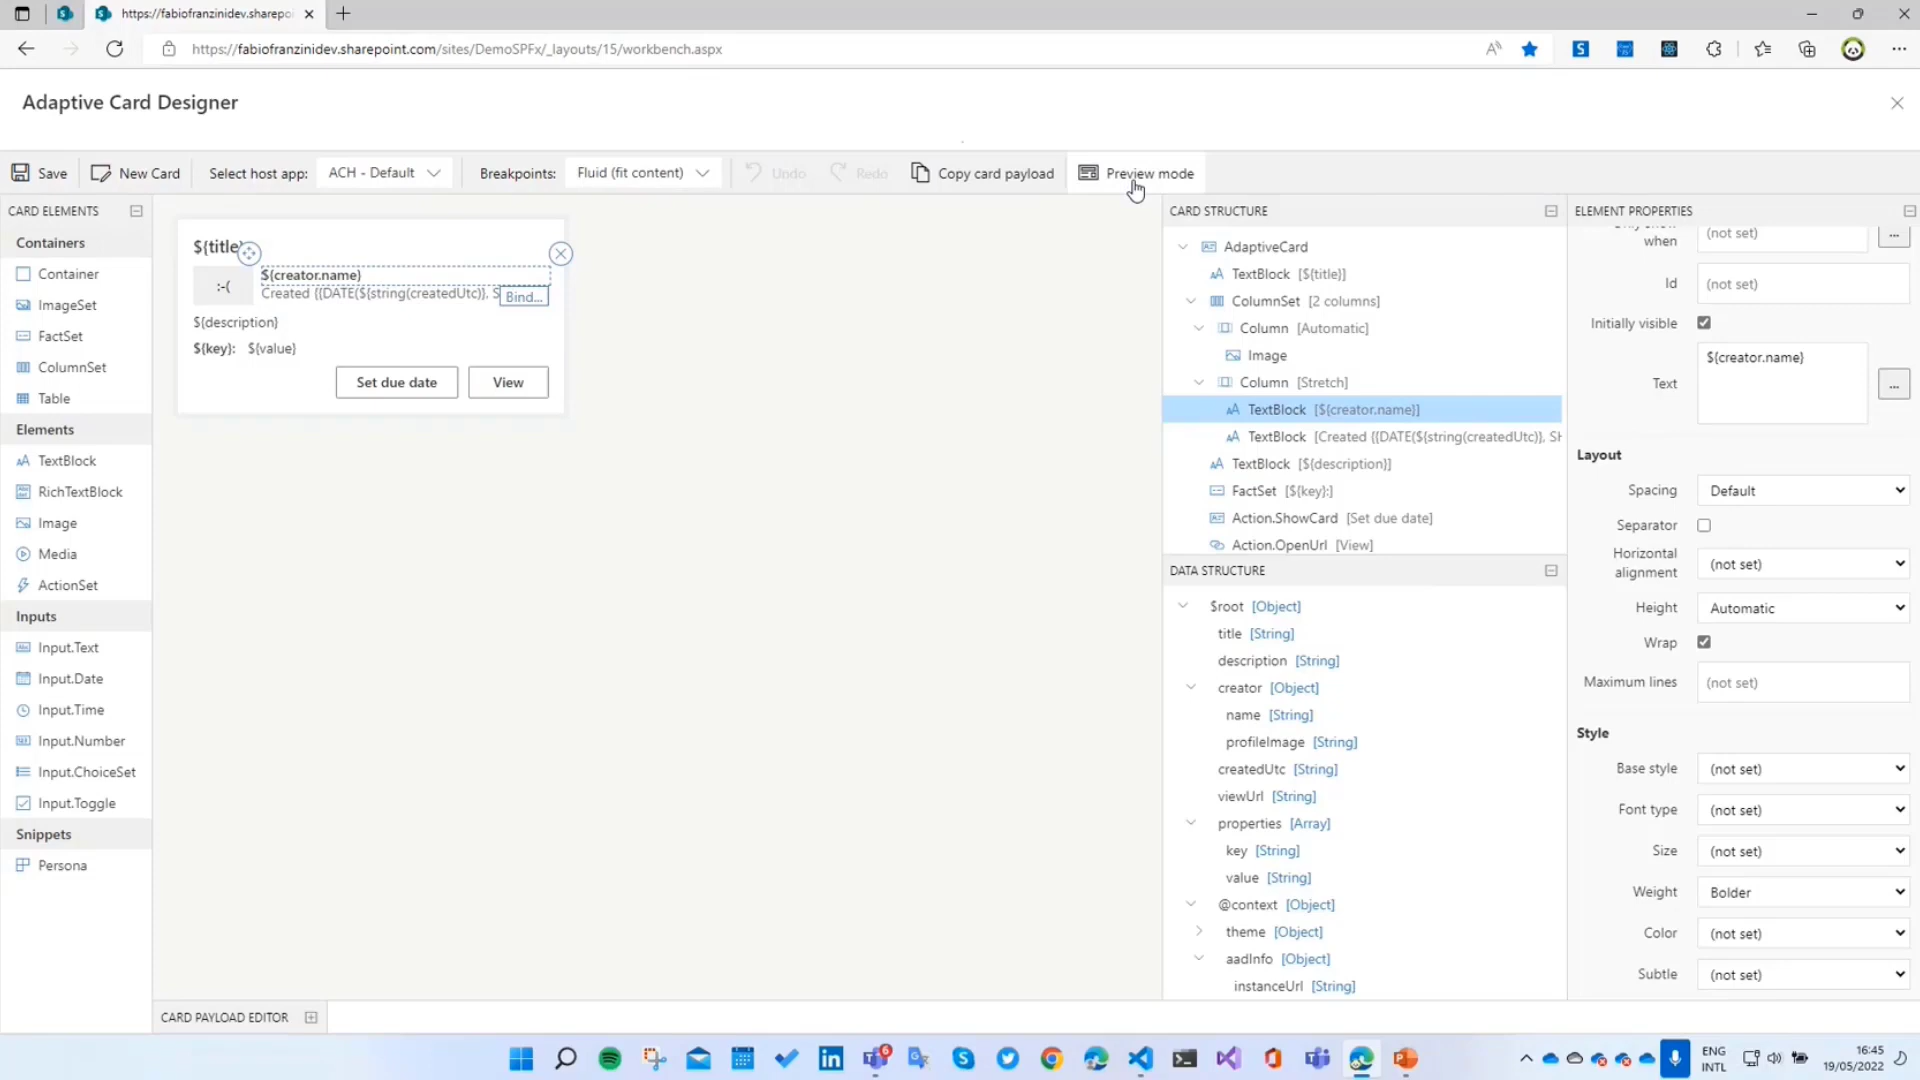 https://fabiofranzinidev.sharepo
https://fabiofranzinidev.sharepoint.com/sites/DemoSPFx/_layouts/15/workbench.aspx
Adaptive Card Designer
Save
New Card
Select host app:
ACH - Default
Breakpoints:
Fluid (fit content)
Undo
Redo
Copy card payload
Preview mode
CARD ELEMENTS
Containers
Container
ImageSet
FactSet
ColumnSet
Table
Elements
TextBlock
RichTextBlock
Image
Media
ActionSet
Inputs
Input.Text
Input.Date
Input.Time
Input.Number
Input.ChoiceSet
Input.Toggle
Snippets
Persona
${title}
:-(
${creator.name}
Created {{DATE(${string(createdUtc)}, S
Bind...
${description}
${key}: ${value}
Set due date
View
CARD PAYLOAD EDITOR
CARD STRUCTURE
AdaptiveCard
TextBlock [${title}]
ColumnSet [2 columns]
Column [Automatic]
Image
Column [Stretch]
TextBlock [${creator.name}]
TextBlock [Created {{DATE(${string(createdUtc)}, SH
TextBlock [${description}]
FactSet [${key}:]
Action.ShowCard [Set due date]
Action.OpenUrl [View]
DATA STRUCTURE
$root [Object]
title [String]
description [String]
creator [Object]
name [String]
profileImage [String]
createdUtc [String]
viewUrl [String]
properties [Array]
key [String]
value [String]
@context [Object]
theme [Object]
aadInfo [Object]
instanceUrl [String]
ELEMENT PROPERTIES
Only show
when
(not set)
...
Id
(not set)
Initially visible
Text
${creator.name}
...
Layout
Spacing
Default
Separator
Horizontal
alignment
(not set)
Height
Automatic
Wrap
Maximum lines
(not set)
Style
Base style
(not set)
Font type
(not set)
Size
(not set)
Weight
Bolder
Color
(not set)
Subtle
(not set)
6
ENG
INTL
16:45
19/05/2022